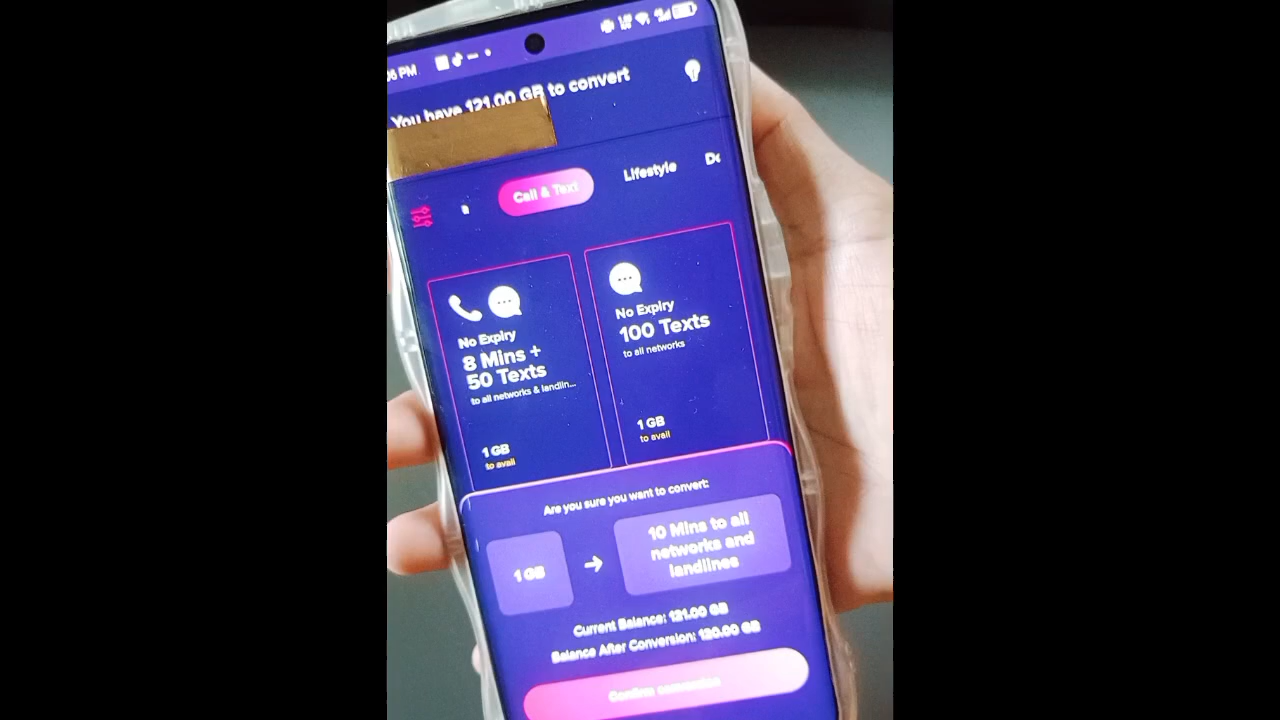 06 PM
You have 121.00 GB to convert
Call & Text
Lifestyle
No Expiry
8 Mins +
50 Texts
to all networks & landlin...
1 GB
to avail
No Expiry
100 Texts
to all networks
1 GB
to avail
Are you sure you want to convert:
1 GB
10 Mins to all
networks and
landlines
Current Balance: 121.00 GB
Balance After Conversion: 120.00 GB
Confirm conversion